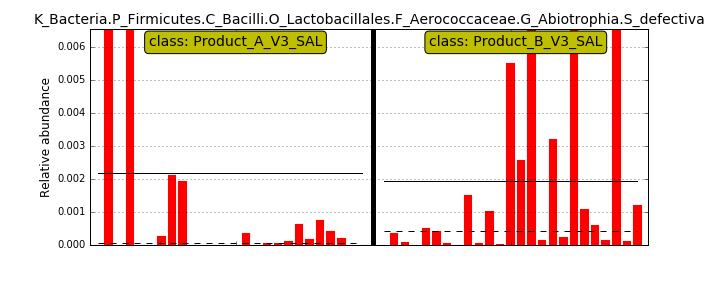 K_Bacteria.P_Firmicutes.C_Bacilli.O_Lactobacillales.F_Aerococcaceae.G_Abiotrophia.S_defectiva
class: Product_A_V3_SAL
class: Product_B_V3_SAL
Relative abundance
0.006
0.005
0.004
0.003
0.002
0.001
0.000